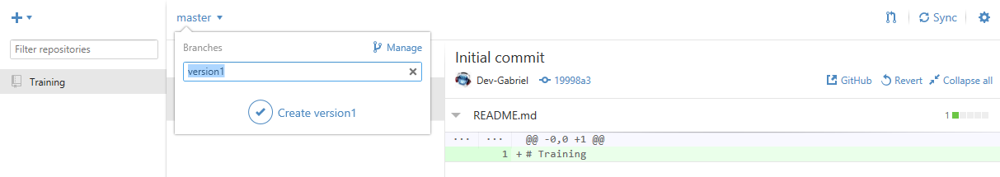 master
Sync
Filter repositories
Training
Branches
Manage
version1
Create version1
Initial commit
Dev-Gabriel 19998a3
GitHub Revert Collapse all
README.md 1
... ... @@ -0,0 +1 @@
1 +# Training